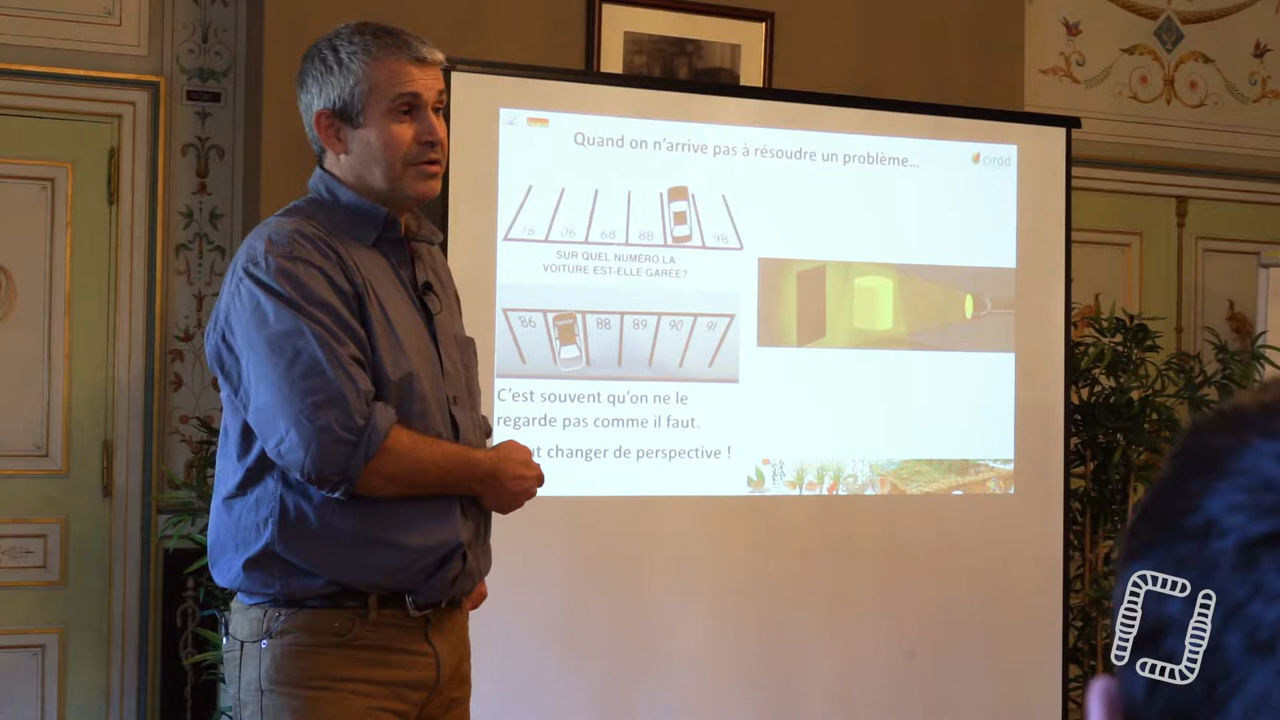 Quand on n'arrive pas à résoudre un problème…
cirad
16 06 68 88 98
SUR QUEL NUMÉRO LA
VOITURE EST-ELLE GARÉE?
86 88 89 90 91
C'est souvent qu'on ne le
regarde pas comme il faut.
changer de perspective !